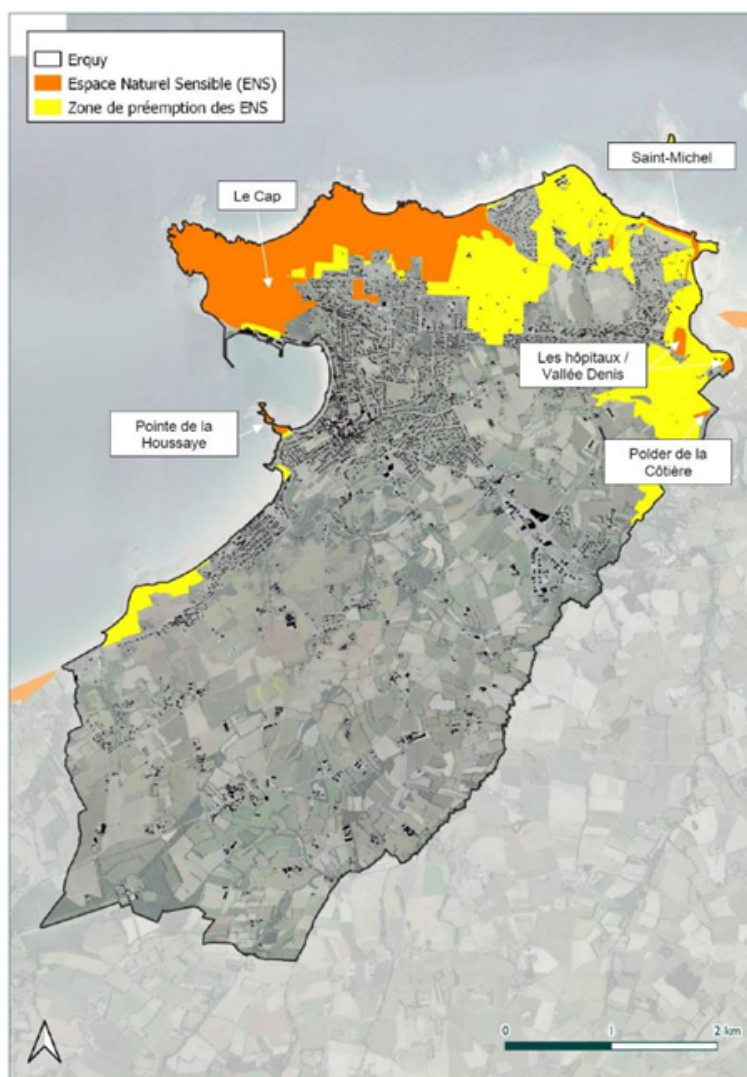 Erquy
Espace Naturel Sensible (ENS)
Zone de préemption des ENS
Saint-Michel
Le Cap
Les hôpitaux /
Vallée Denis
Pointe de la
Houssaye
Polder de la
Côtière
0 1 2 km